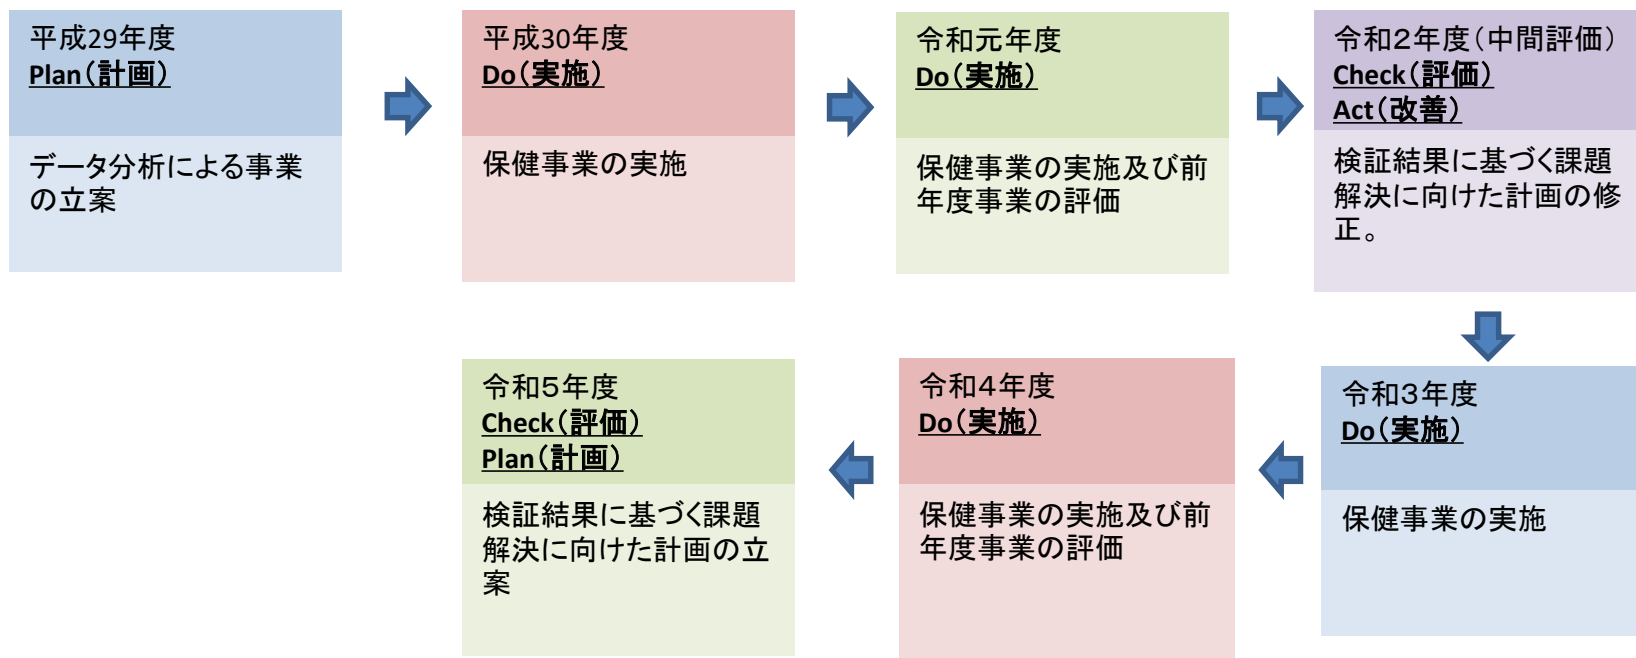 平成29年度
Plan（計画）
データ分析による事業
の立案
平成30年度
Do（実施）
保健事業の実施
令和元年度
Do（実施）
保健事業の実施及び前
年度事業の評価
令和２年度（中間評価）
Check（評価）
Act（改善）
検証結果に基づく課題
解決に向けた計画の修
正。
令和３年度
Do（実施）
保健事業の実施
令和４年度
Do（実施）
保健事業の実施及び前
年度事業の評価
令和５年度
Check（評価）
Plan（計画）
検証結果に基づく課題
解決に向けた計画の立
案